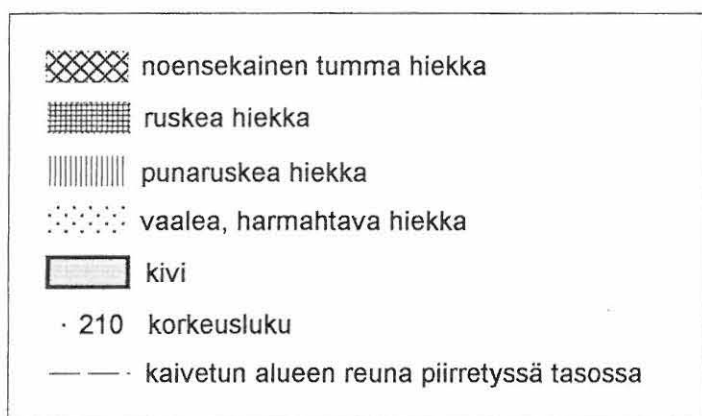 noensekainen tumma hiekka
ruskea hiekka
punaruskea hiekka
vaalea, harmahtava hiekka
kivi
· 210 korkeusluku
kaivetun alueen reuna piirretyssä tasossa